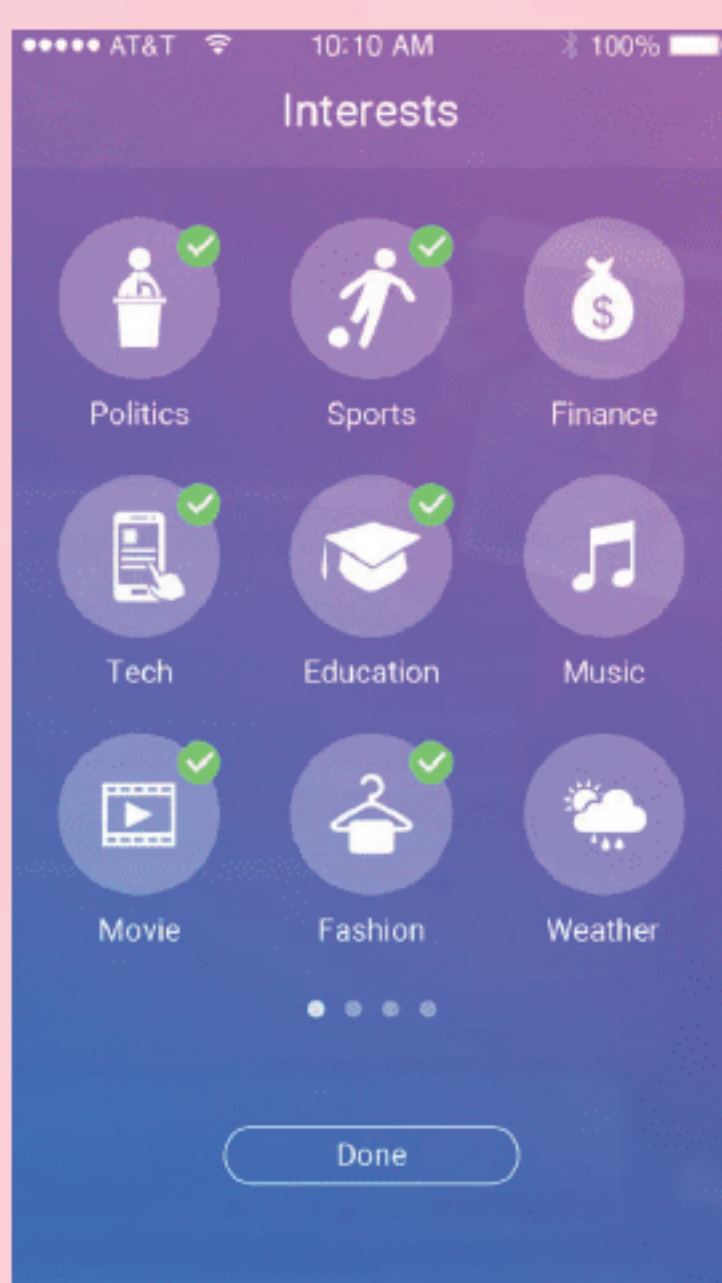 AT&T 10:10 AM 100%
Interests
Politics Sports Finance
$
Tech Education Music
Movie Fashion Weather
Done